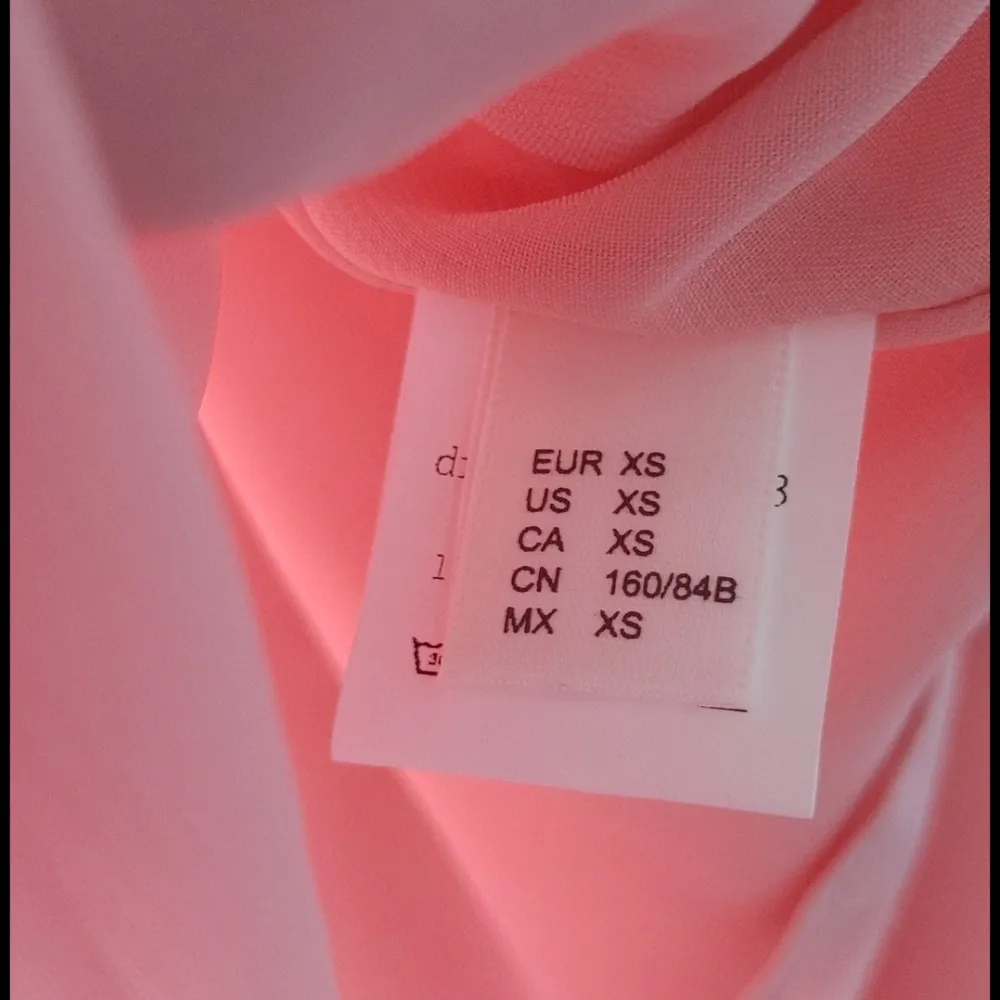 EUR XS
US XS
CA XS
CN 160/84B
MX XS